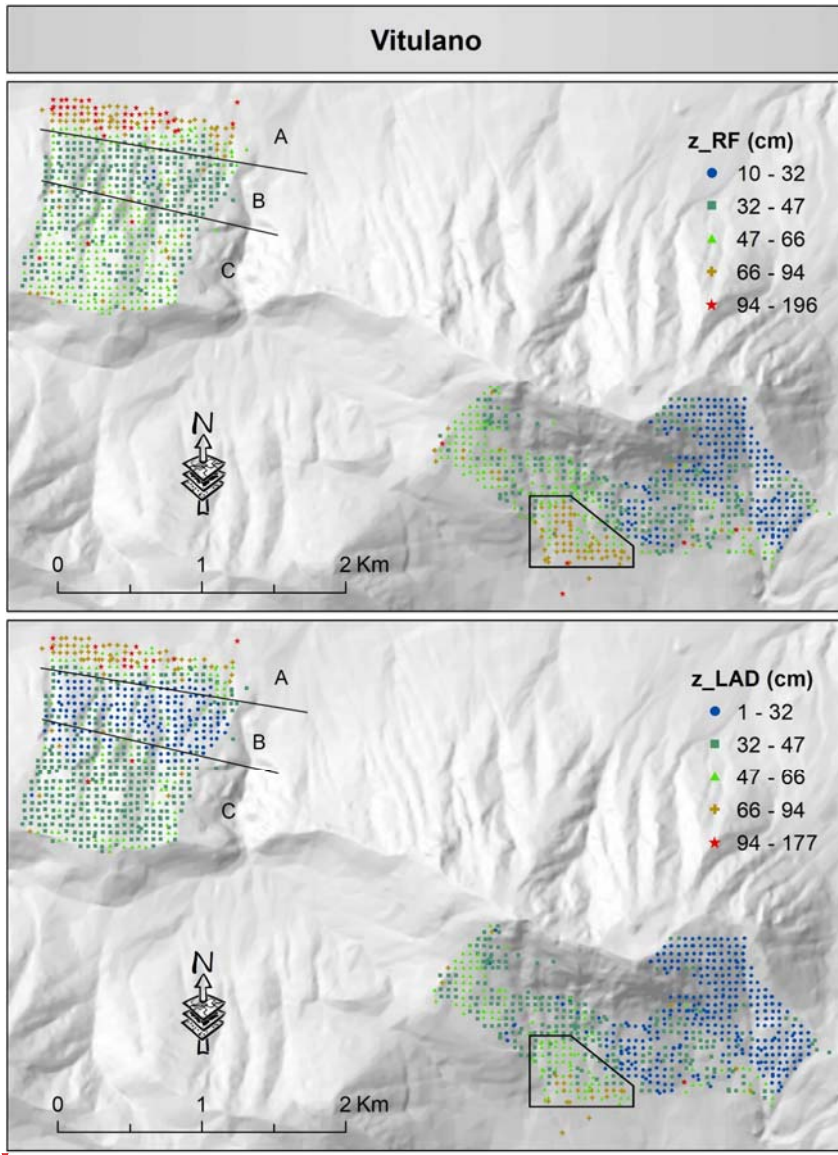 Vitulano
A
B
C
z_RF (cm)
10 - 32
32 - 47
47 - 66
66 - 94
94 - 196
N
0 1 2 Km
A
B
C
z_LAD (cm)
1 - 32
32 - 47
47 - 66
66 - 94
94 - 177
N
0 1 2 Km